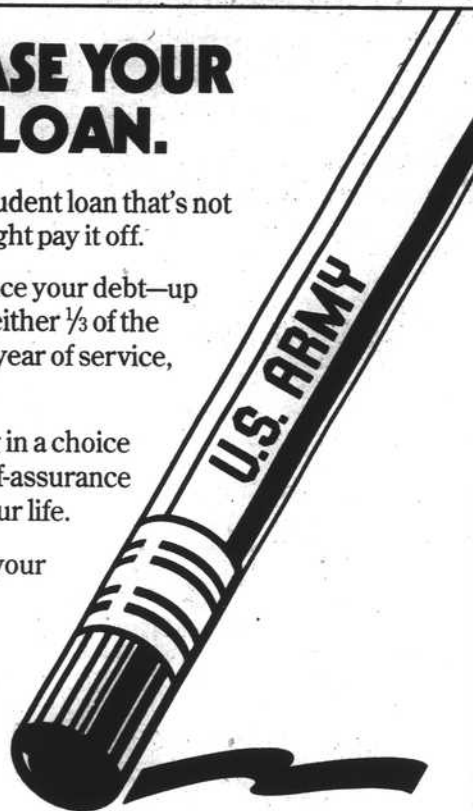 ASE YOUR
LOAN.
udent loan that's not
ght pay it off.
ce your debt—up
either ⅓ of the
year of service,
in a choice
f-assurance
ur life.
your
U.S. ARMY